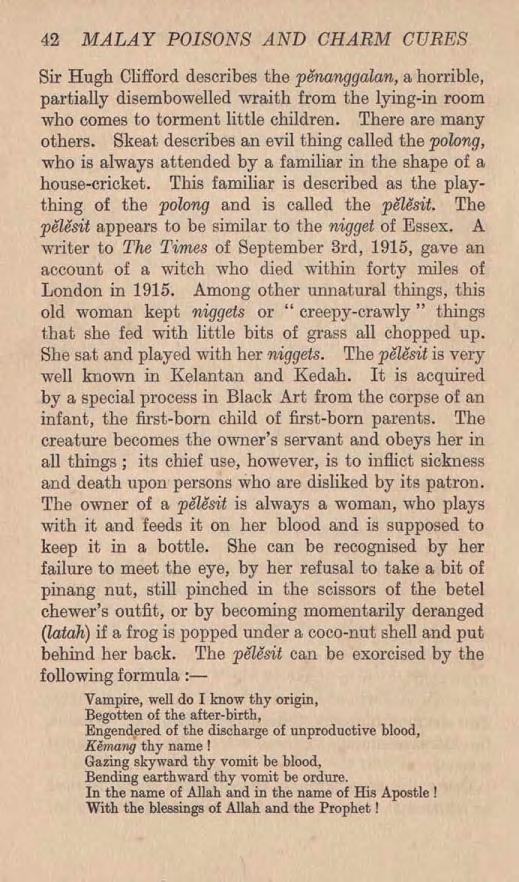 42 MALAY POISONS AND CHARM CURES
Sir Hugh Clifford describes the pĕnanggalan, a horrible,
partially disembowelled wraith from the lying-in room
who comes to torment little children. There are many
others. Skeat describes an evil thing called the polong,
who is always attended by a familiar in the shape of a
house-cricket. This familiar is described as the play-
thing of the polong and is called the pĕlĕsit. The
pĕlĕsit appears to be similar to the nigget of Essex. A
writer to The Times of September 3rd, 1915, gave an
account of a witch who died within forty miles of
London in 1915. Among other unnatural things, this
old woman kept niggets or “ creepy-crawly ” things
that she fed with little bits of grass all chopped up.
She sat and played with her niggets. The pĕlĕsit is very
well known in Kelantan and Kedah. It is acquired
by a special process in Black Art from the corpse of an
infant, the first-born child of first-born parents. The
creature becomes the owner's servant and obeys her in
all things ; its chief use, however, is to inflict sickness
and death upon persons who are disliked by its patron.
The owner of a pĕlĕsit is always a woman, who plays
with it and feeds it on her blood and is supposed to
keep it in a bottle. She can be recognised by her
failure to meet the eye, by her refusal to take a bit of
pinang nut, still pinched in the scissors of the betel
chewer's outfit, or by becoming momentarily deranged
(latah) if a frog is popped under a coco-nut shell and put
behind her back. The pĕlĕsit can be exorcised by the
following formula :—
Vampire, well do I know thy origin,
Begotten of the after-birth,
Engendered of the discharge of unproductive blood,
Kĕmang thy name !
Gazing skyward thy vomit be blood,
Bending earthward thy vomit be ordure.
In the name of Allah and in the name of His Apostle !
With the blessings of Allah and the Prophet !